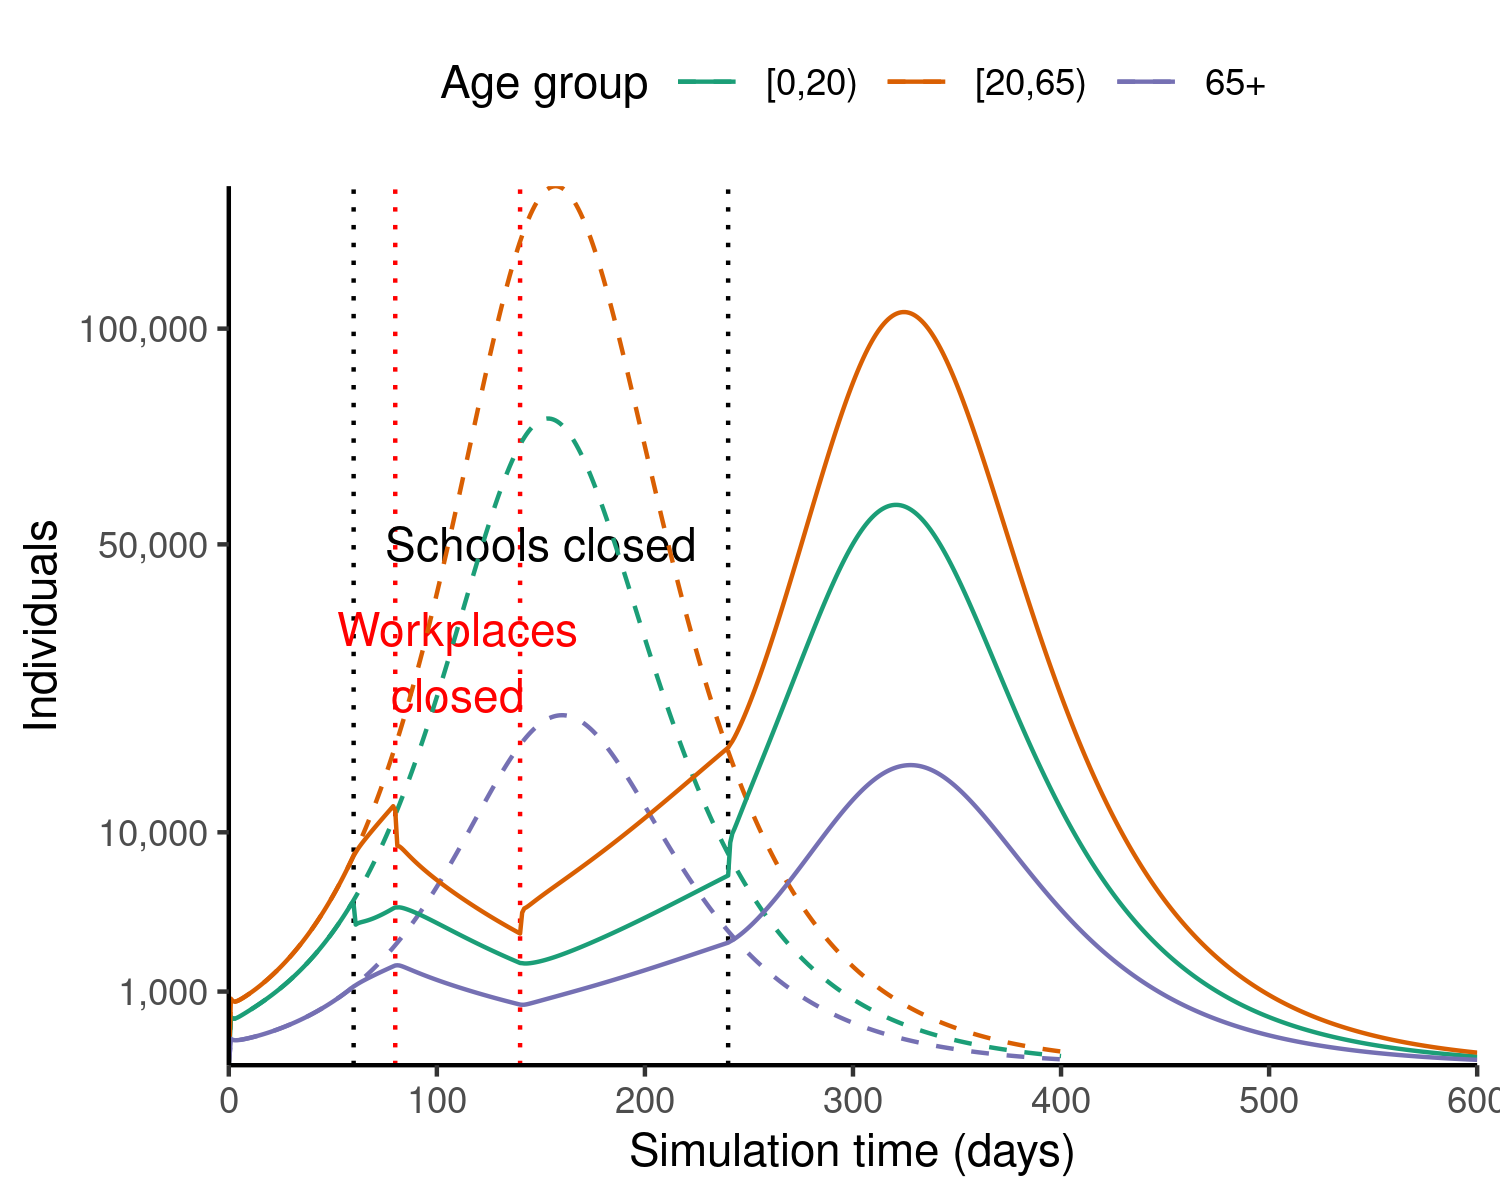 Age group [0,20) [20,65) 65+
100,000
50,000
10,000
1,000
Individuals
Schools closed
Workplaces
closed
0 100 200 300 400 500 600
Simulation time (days)